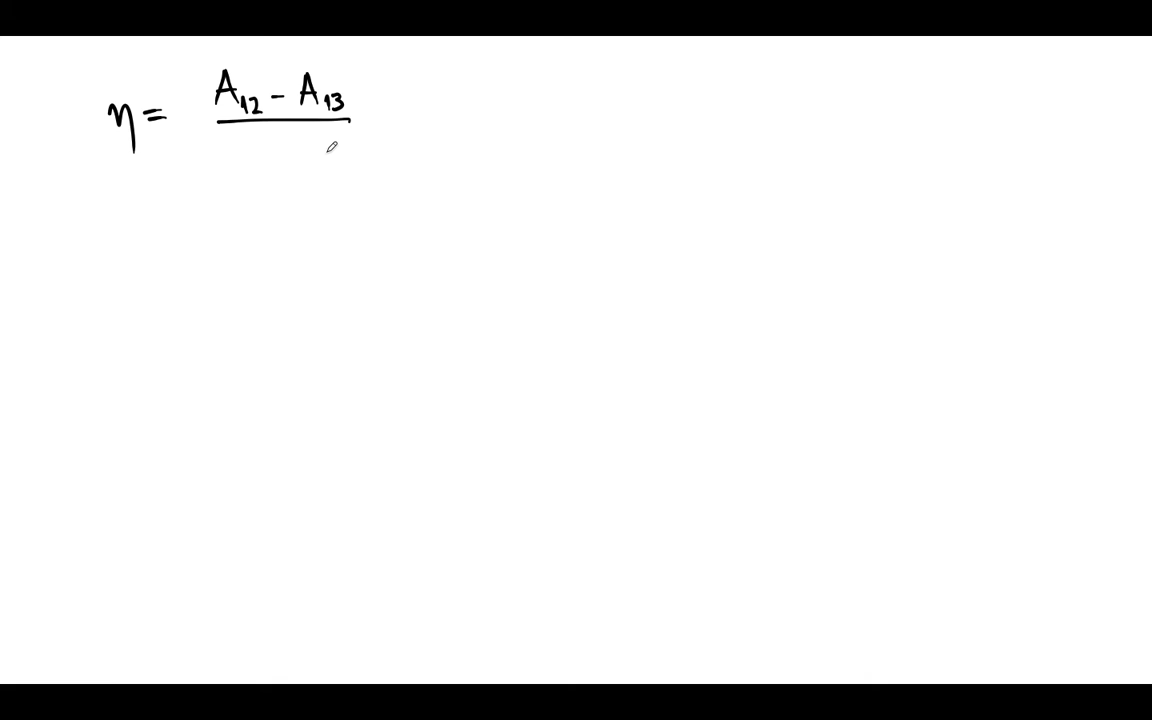 η = A₁₂ - A₁₃